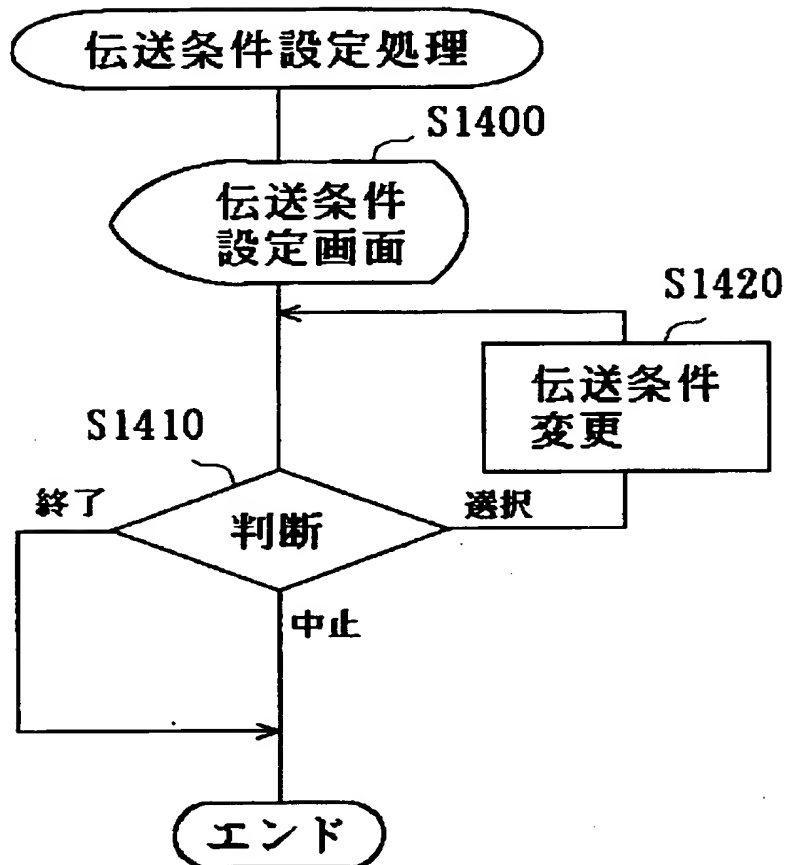 伝送条件設定処理
S1400
伝送条件
設定画面
S1420
伝送条件
変更
S1410
終了
判断
選択
中止
エンド